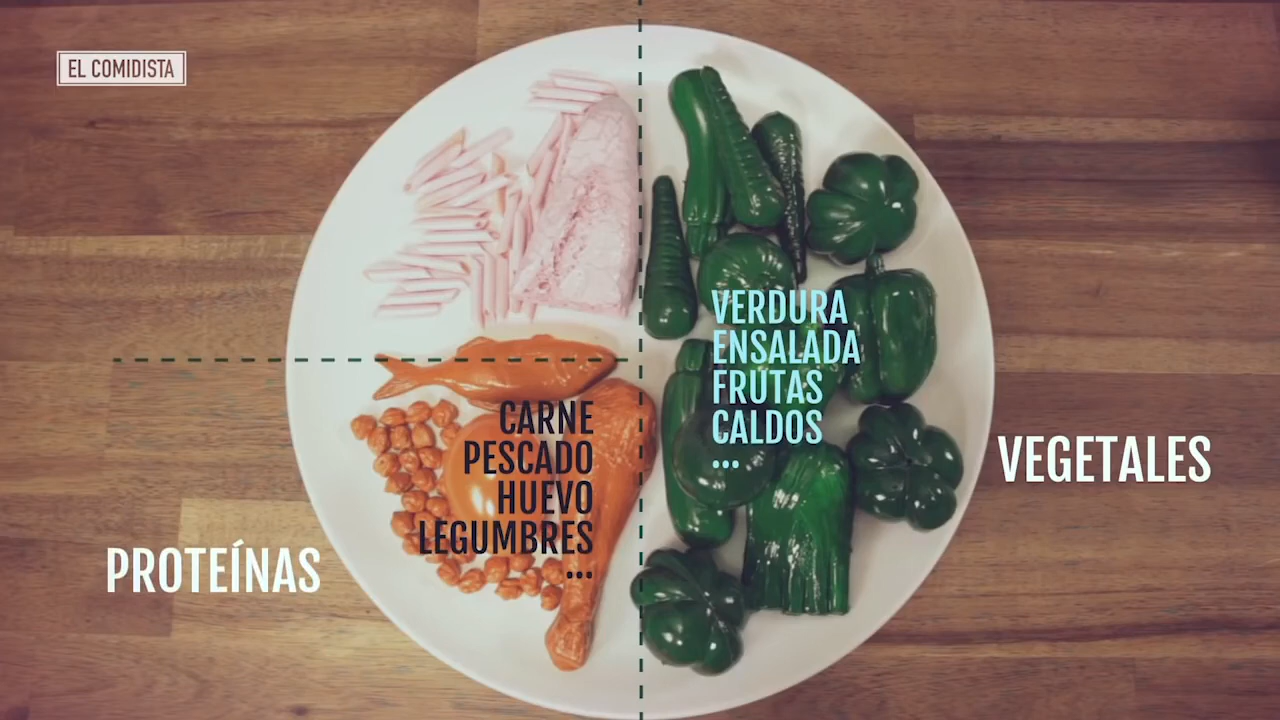 EL COMIDISTA
VERDURA
ENSALADA
FRUTAS
CALDOS
...
VEGETALES
CARNE
PESCADO
HUEVO
LEGUMBRES
...
PROTEÍNAS